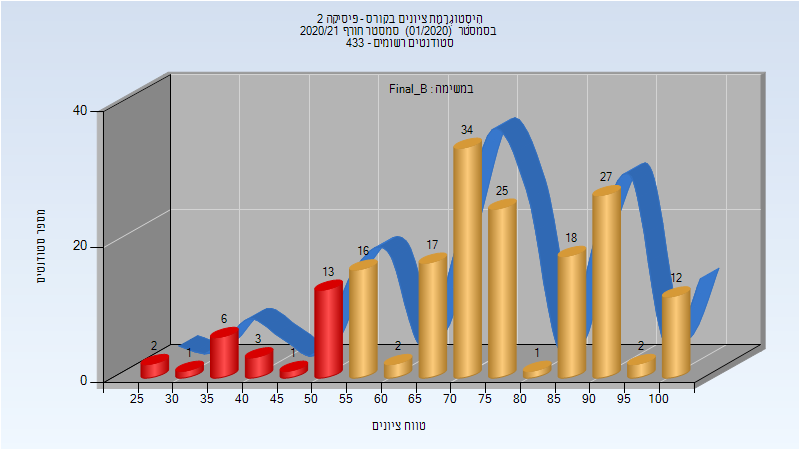 היסטוגרמת ציונים בקורס - פיסיקה 2
בסמסטר (01/2020) סמסטר חורף 2020/21
סטודנטים רשומים - 433
במשימה : Final_B
מספר סטודנטים
40
20
0
2
1
6
3
1
13
16
2
17
34
25
1
18
27
2
12
25 30 35 40 45 50 55 60 65 70 75 80 85 90 95 100
טווח ציונים